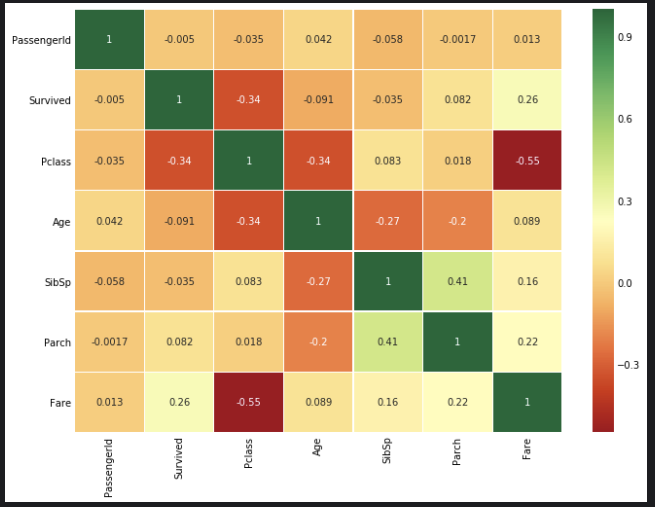 PassengerId 1 -0.005 -0.035 0.042 -0.058 -0.0017 0.013
Survived -0.005 1 -0.34 -0.091 -0.035 0.082 0.26
Pclass -0.035 -0.34 1 -0.34 0.083 0.018 -0.55
Age 0.042 -0.091 -0.34 1 -0.27 -0.2 0.089
SibSp -0.058 -0.035 0.083 -0.27 1 0.41 0.16
Parch -0.0017 0.082 0.018 -0.2 0.41 1 0.22
Fare 0.013 0.26 -0.55 0.089 0.16 0.22 1
PassengerId Survived Pclass Age SibSp Parch Fare
0.9
0.6
0.3
0.0
−0.3